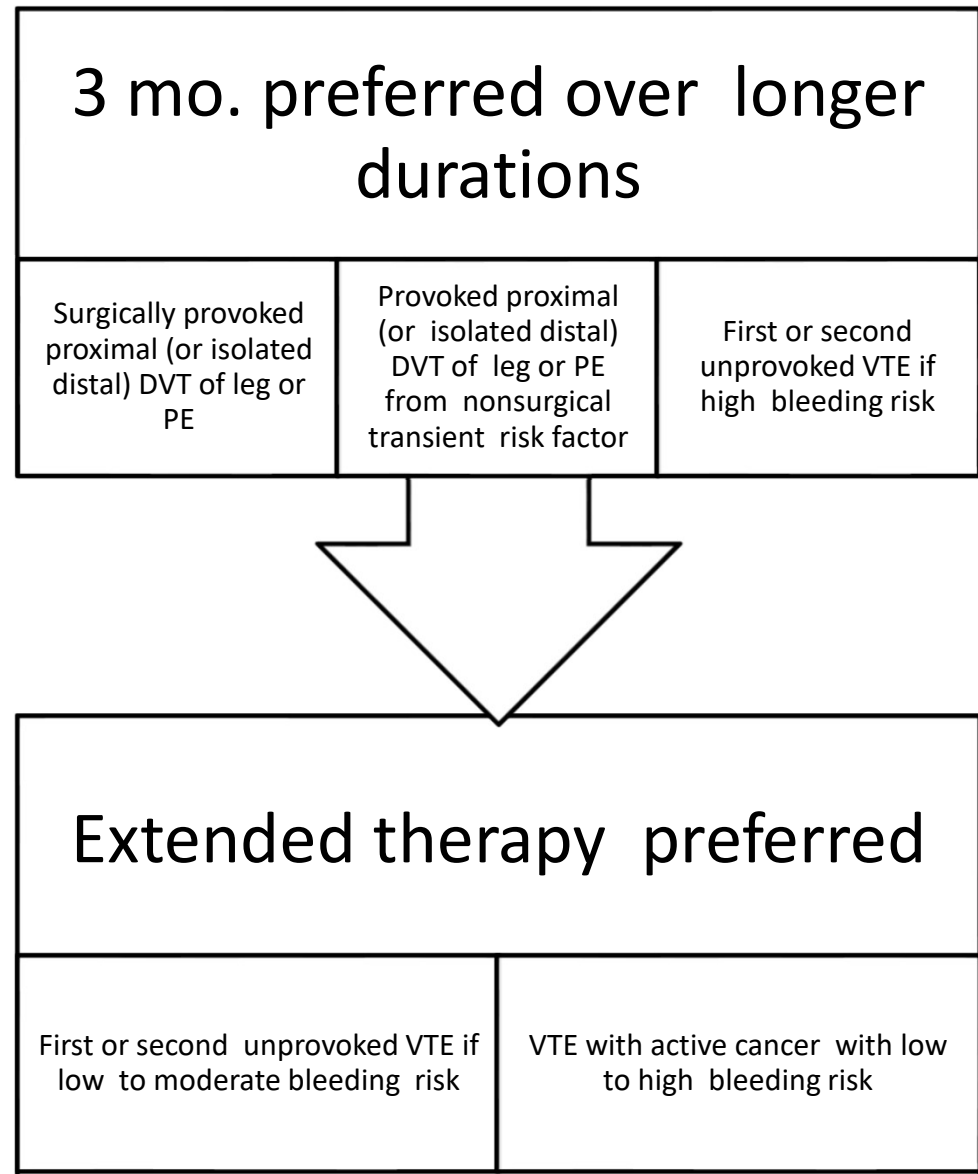 3 mo. preferred over longer
durations
Surgically provoked
proximal (or isolated
distal) DVT of leg or
PE
Provoked proximal
(or isolated distal)
DVT of leg or PE
from nonsurgical
transient risk factor
First or second
unprovoked VTE if
high bleeding risk
Extended therapy preferred
First or second unprovoked VTE if
low to moderate bleeding risk
VTE with active cancer with low
to high bleeding risk